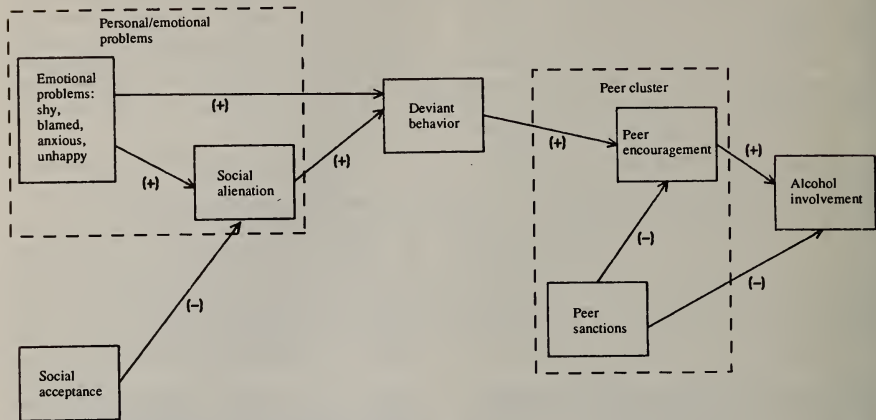 Personal/emotional
problems
Emotional
problems:
shy,
blamed,
anxious,
unhappy
(+)
(+)
Social
alienation
(+)
Deviant
behavior
(+)
Peer cluster
Peer
encouragement
(+)
Alcohol
involvement
(−)
(−)
Peer
sanctions
(−)
Social
acceptance